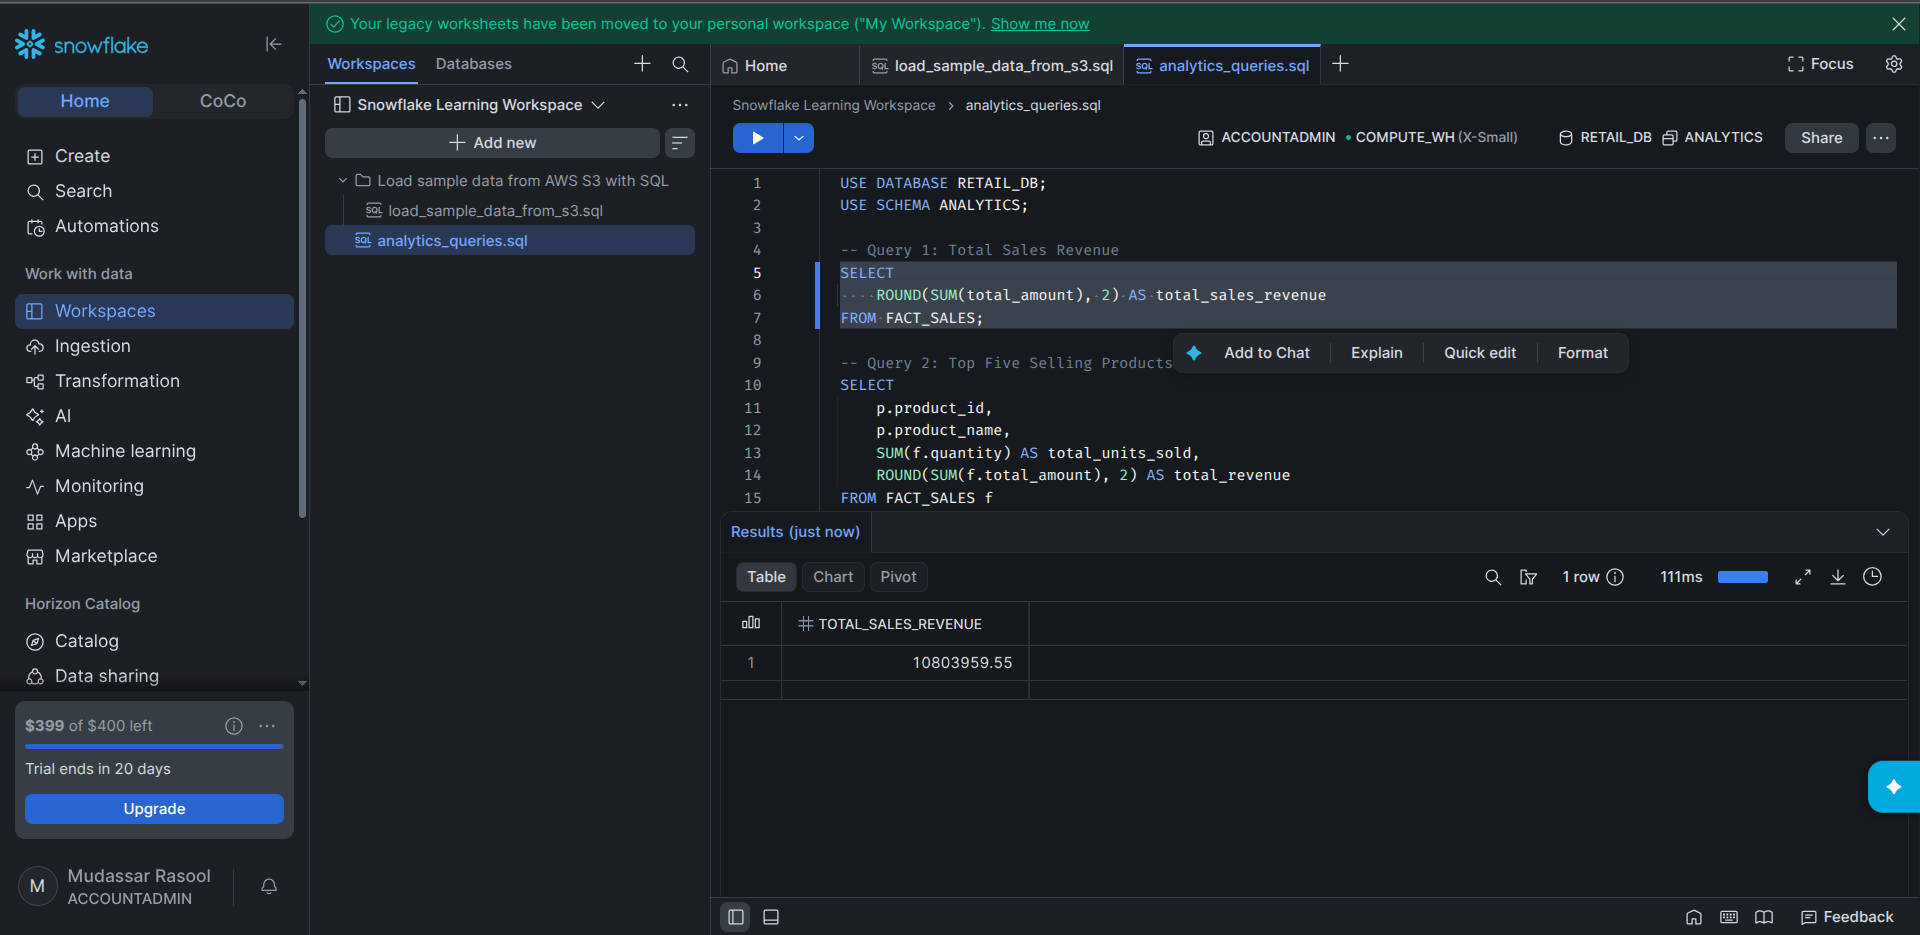 Your legacy worksheets have been moved to your personal workspace ("My Workspace"). Show me now
snowflake
Home
CoCo
Create
Search
Automations
Work with data
Workspaces
Ingestion
Transformation
AI
Machine learning
Monitoring
Apps
Marketplace
Horizon Catalog
Catalog
Data sharing
$399 of $400 left
Trial ends in 20 days
Upgrade
M
Mudassar Rasool
ACCOUNTADMIN
Workspaces
Databases
Snowflake Learning Workspace
Add new
Load sample data from AWS S3 with SQL
SQL load_sample_data_from_s3.sql
SQL analytics_queries.sql
Home
SQL load_sample_data_from_s3.sql
SQL analytics_queries.sql
Focus
Snowflake Learning Workspace > analytics_queries.sql
ACCOUNTADMIN
COMPUTE_WH (X-Small)
RETAIL_DB
ANALYTICS
Share
1 USE DATABASE RETAIL_DB;
2 USE SCHEMA ANALYTICS;
3
4 -- Query 1: Total Sales Revenue
5 SELECT
6 ROUND(SUM(total_amount), 2) AS total_sales_revenue
7 FROM FACT_SALES;
8
Add to Chat
Explain
Quick edit
Format
9 -- Query 2: Top Five Selling Products
10 SELECT
11 p.product_id,
12 p.product_name,
13 SUM(f.quantity) AS total_units_sold,
14 ROUND(SUM(f.total_amount), 2) AS total_revenue
15 FROM FACT_SALES f
Results (just now)
Table
Chart
Pivot
1 row
111ms
TOTAL_SALES_REVENUE
1 10803959.55
Feedback